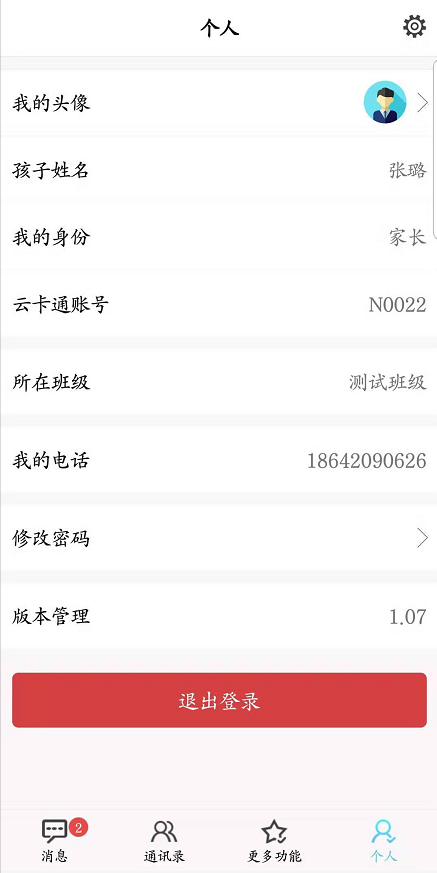 个人
我的头像
孩子姓名 张璐
我的身份 家长
云卡通账号 N0022
所在班级 测试班级
我的电话 18642090626
修改密码
版本管理 1.07
退出登录
2
消息 通讯录 更多功能 个人